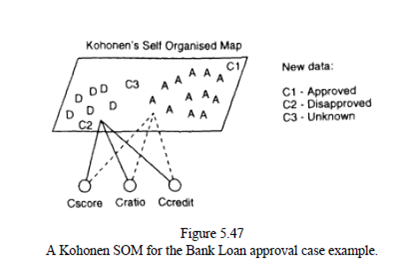 Kohonen's Self Organised Map
C1
A A A
A
C3 A A A
D D D A A A A
D D D A A A A
D
C2
New data:
C1 - Approved
C2 - Disapproved
C3 - Unknown
Cscore Cratio Ccredit
Figure 5.47
A Kohonen SOM for the Bank Loan approval case example.